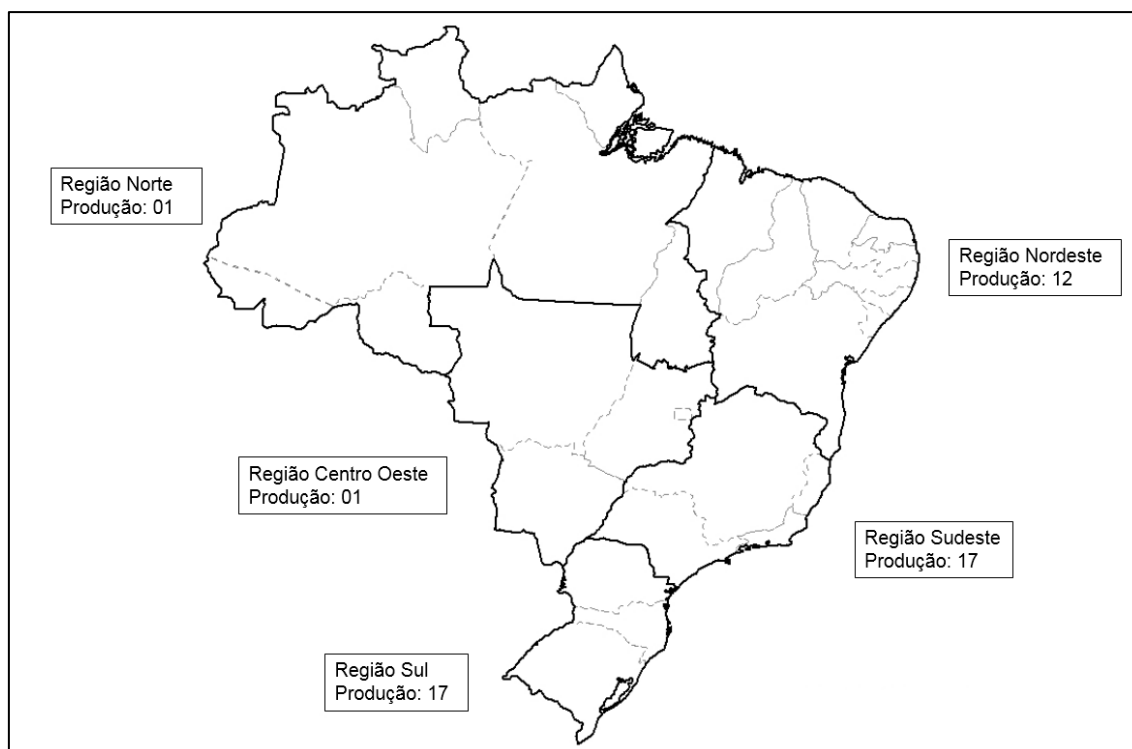 Região Norte
Produção: 01
Região Nordeste
Produção: 12
Região Centro Oeste
Produção: 01
Região Sudeste
Produção: 17
Região Sul
Produção: 17